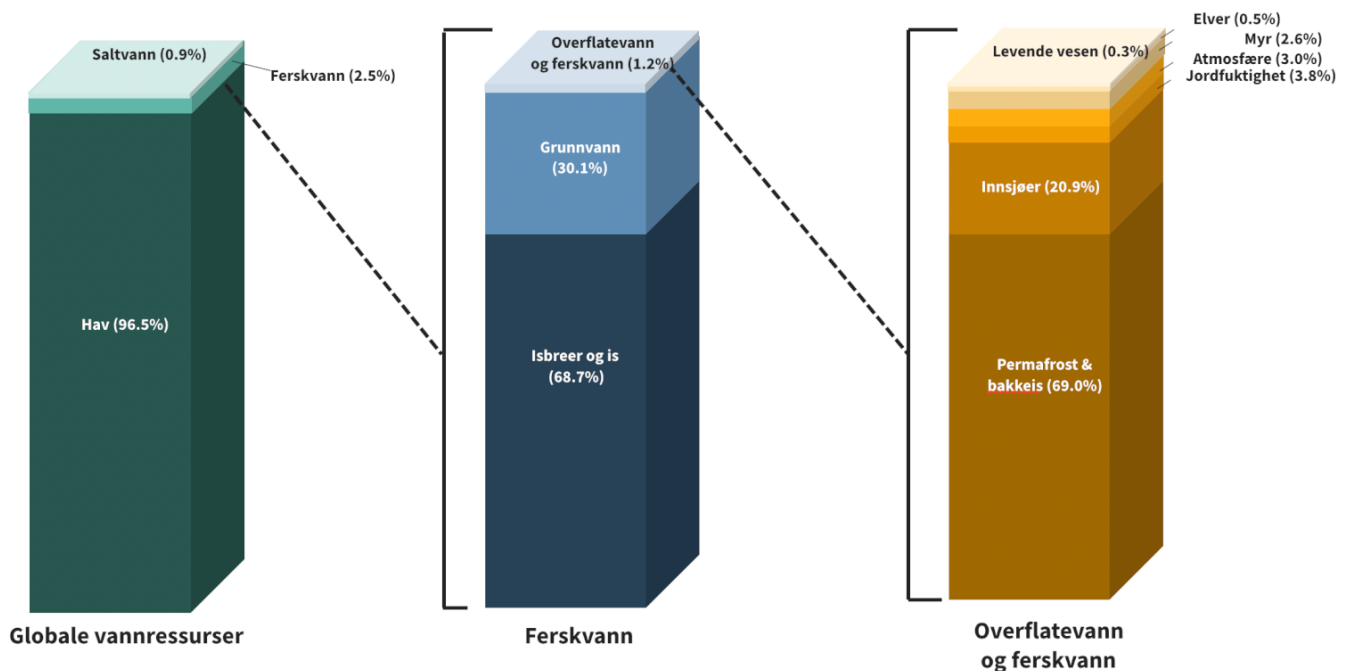 Saltvann (0.9%)
Ferskvann (2.5%)
Hav (96.5%)
Globale vannressurser
Overflatevann
og ferskvann (1.2%)
Grunnvann
(30.1%)
Isbreer og is
(68.7%)
Ferskvann
Elver (0.5%)
Myr (2.6%)
Levende vesen (0.3%)
Atmosfære (3.0%)
Jordfuktighet (3.8%)
Innsjøer (20.9%)
Permafrost &
bakkeis (69.0%)
Overflatevann
og ferskvann